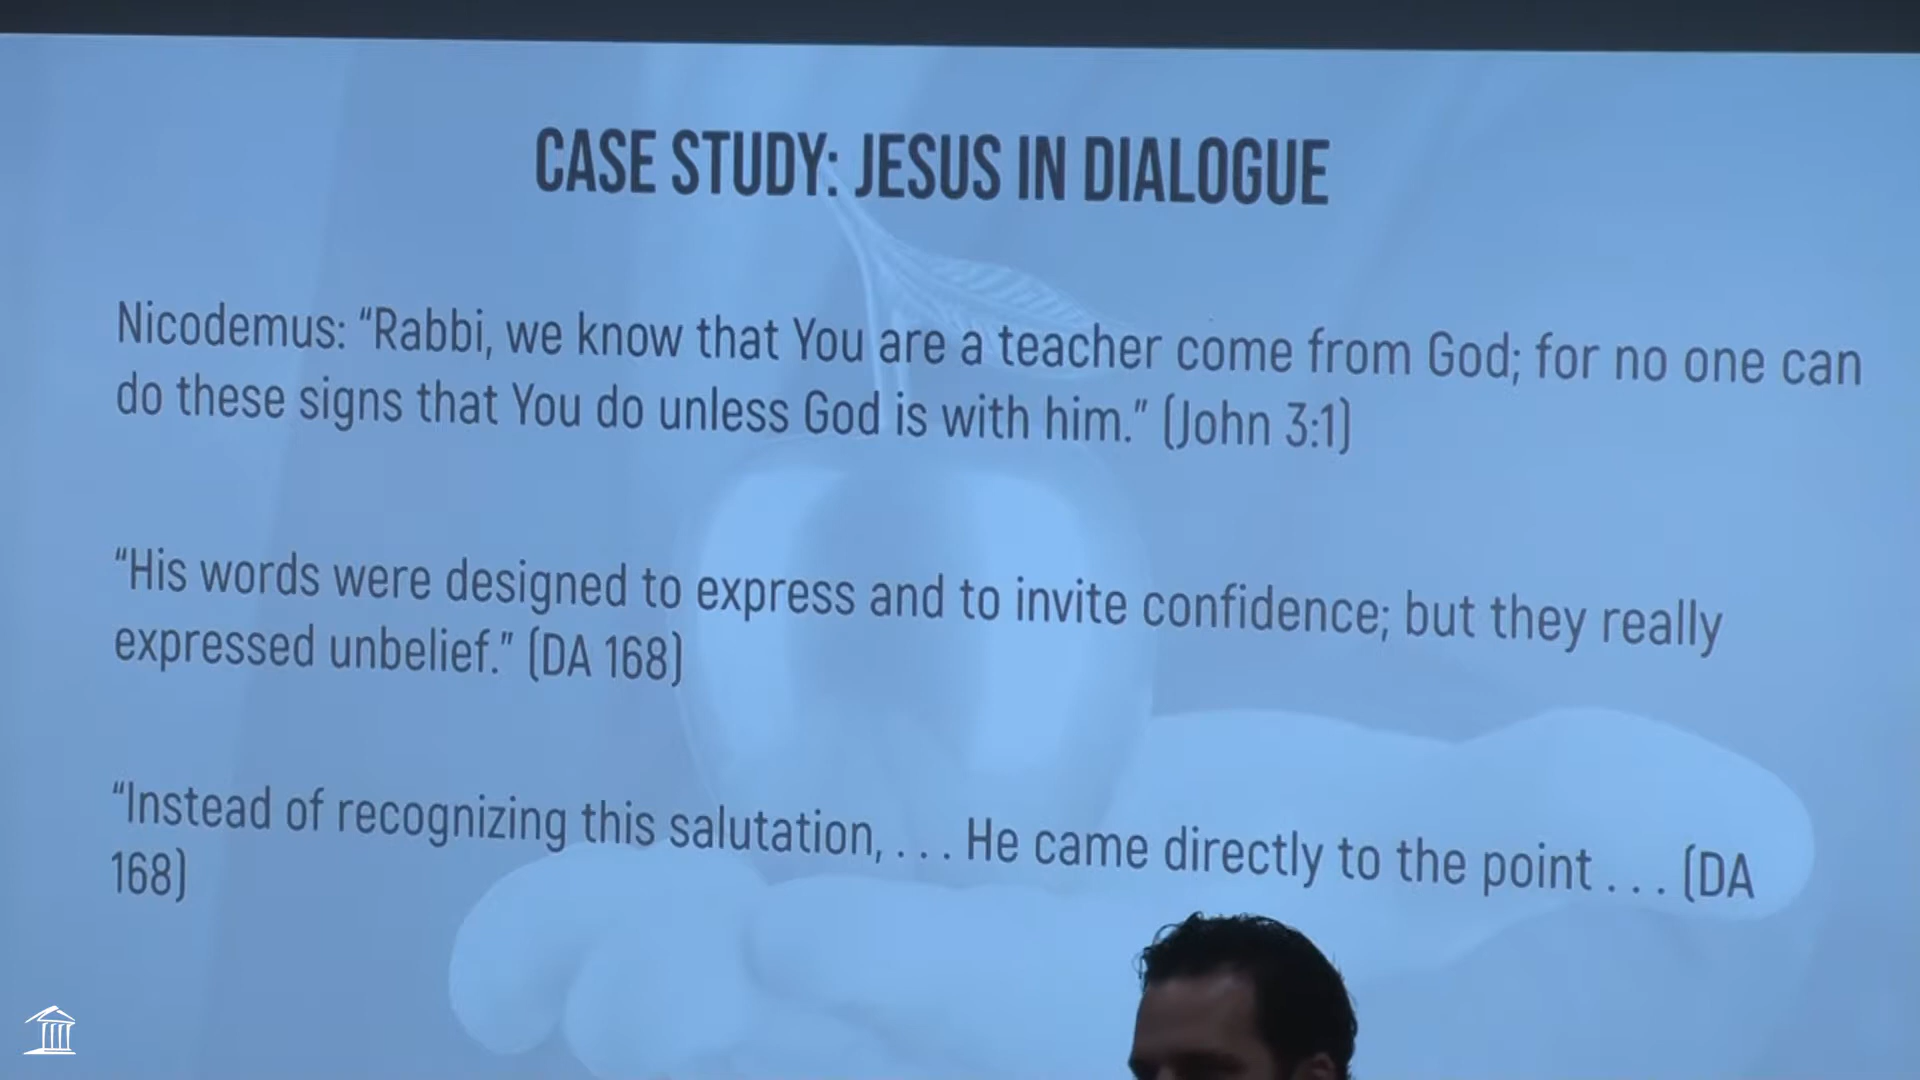 CASE STUDY: JESUS IN DIALOGUE
Nicodemus: “Rabbi, we know that You are a teacher come from God; for no one can
do these signs that You do unless God is with him.” (John 3:1)
“His words were designed to express and to invite confidence; but they really
expressed unbelief.” (DA 168)
“Instead of recognizing this salutation, . . . He came directly to the point . . . (DA
168)